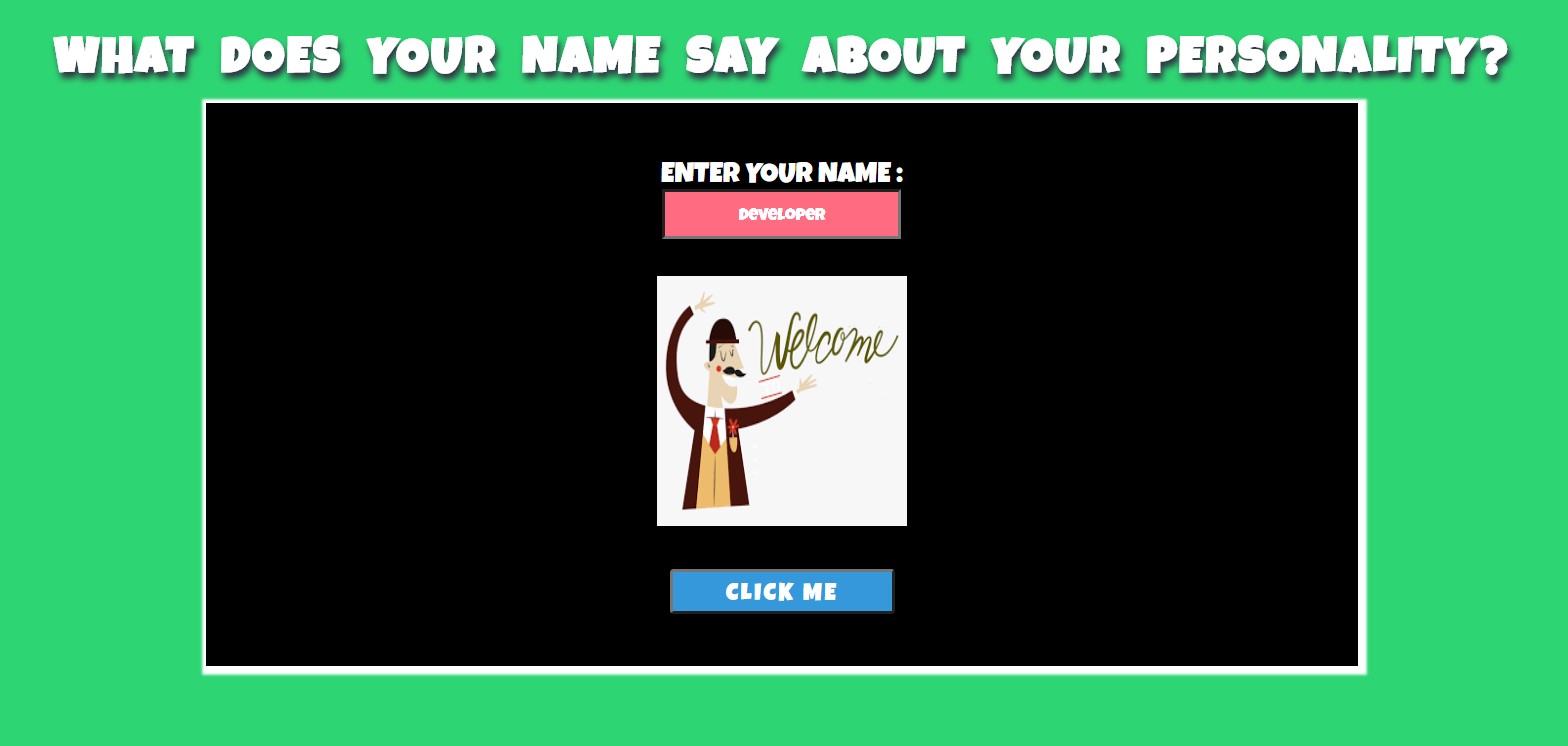 WHAT DOES YOUR NAME SAY ABOUT YOUR PERSONALITY?
ENTER YOUR NAME :
DEVELOPER
Welcome
CLICK ME